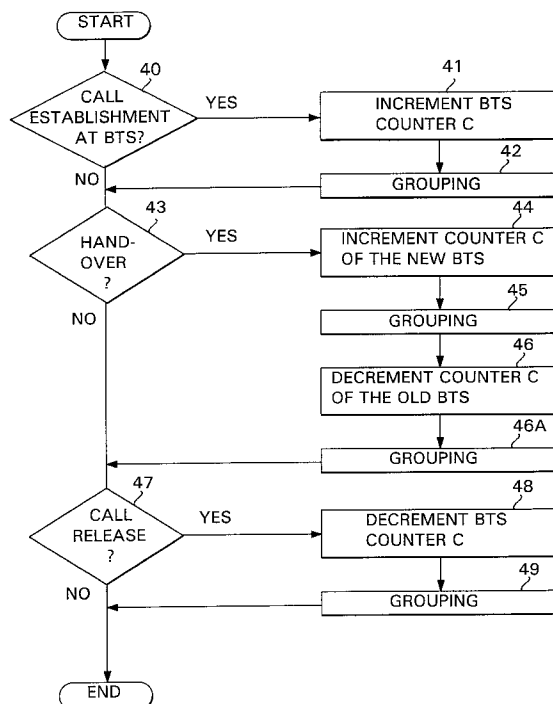 START
40
CALL
ESTABLISHMENT
AT BTS?
YES
41
INCREMENT BTS
COUNTER C
NO
42
GROUPING
43
HAND-
OVER
?
YES
44
INCREMENT COUNTER C
OF THE NEW BTS
NO
45
GROUPING
46
DECREMENT COUNTER C
OF THE OLD BTS
46A
GROUPING
47
CALL
RELEASE
?
YES
48
DECREMENT BTS
COUNTER C
NO
49
GROUPING
END